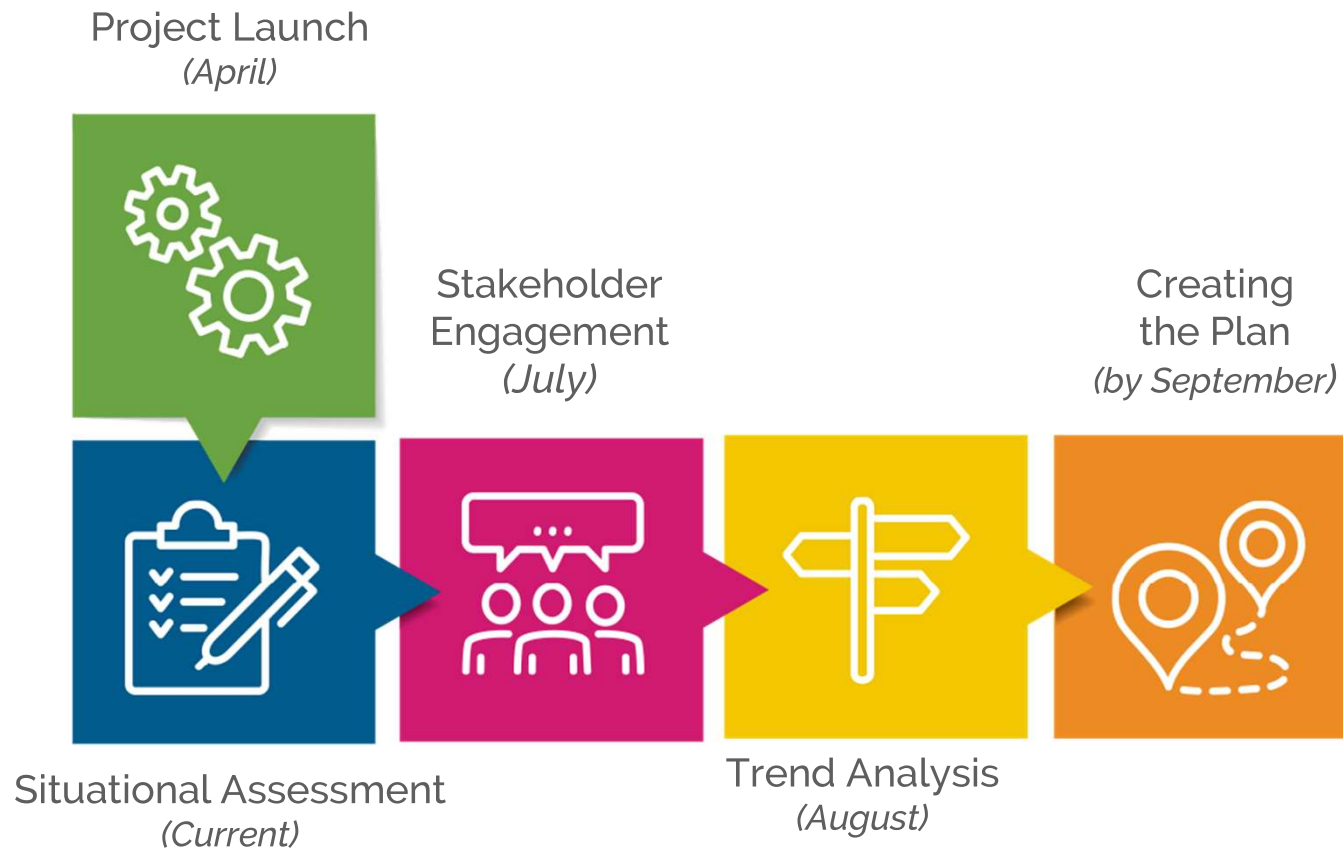 Project Launch
(April)
Stakeholder
Engagement
(July)
Creating
the Plan
(by September)
...
Situational Assessment
(Current)
Trend Analysis
(August)